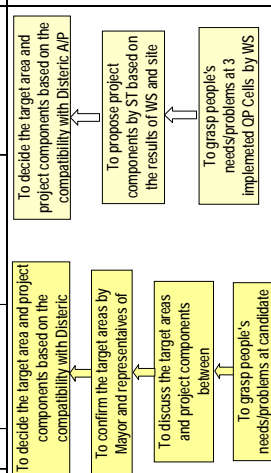 To decide the target area and project
components based on the
compatibility with Disteric
To confirm the target areas by
Mayor and representaives of
To discuss the target areas
and project components
between
To grasp people's
needs/problems at candidate
To decide the target area and
project components based on the
compatibility with Disteric A/P
To propose project
components by ST based on
the results of WS and site
To grasp people's
needs/problems at 3
implemeted QP Cells by WS